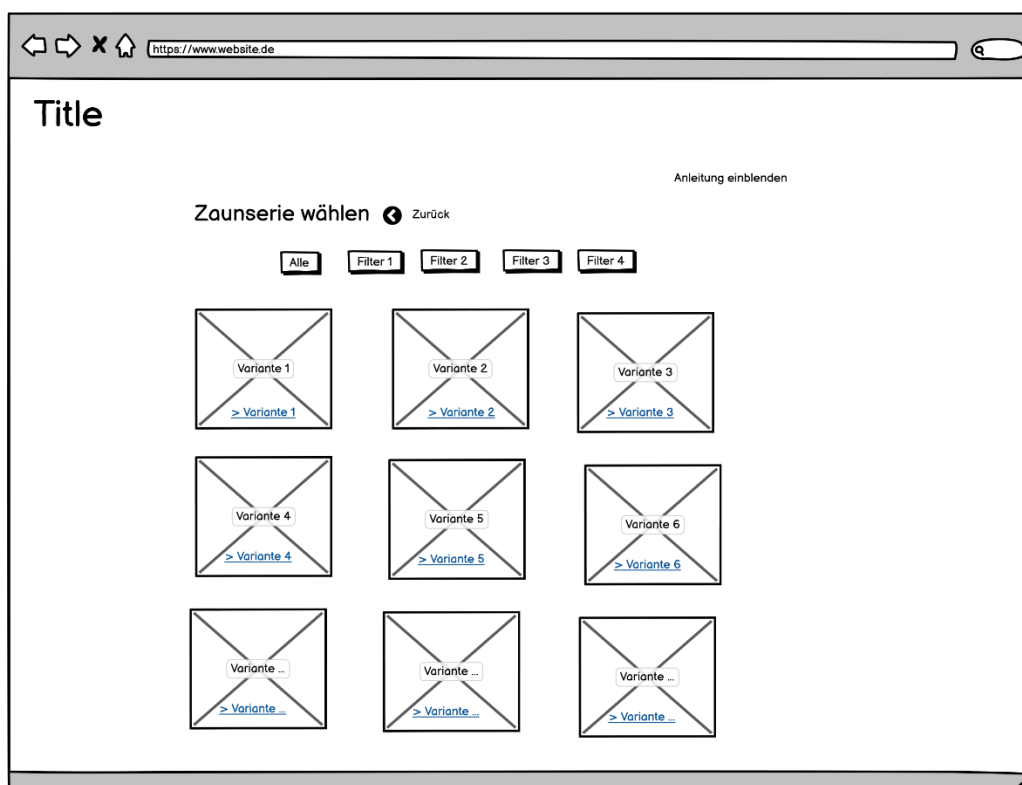 https://www.website.de
Title
Anleitung einblenden
Zaunserie wählen Zurück
Alle Filter 1 Filter 2 Filter 3 Filter 4
Variante 1 Variante 2 Variante 3
> Variante 1 > Variante 2 > Variante 3
Variante 4 Variante 5 Variante 6
> Variante 4 > Variante 5 > Variante 6
Variante ... Variante ... Variante ...
> Variante ... > Variante ... > Variante ...